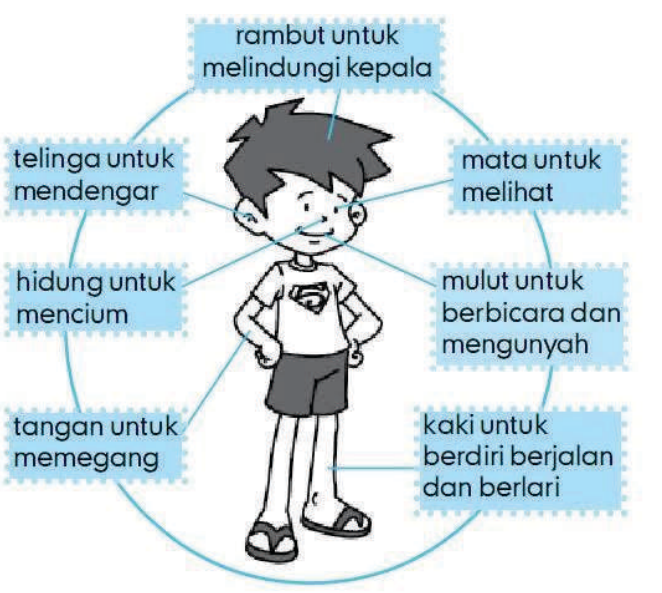 rambut untuk
melindungi kepala
telinga untuk
mendengar
mata untuk
melihat
hidung untuk
mencium
mulut untuk
berbicara dan
mengunyah
tangan untuk
memegang
kaki untuk
berdiri berjalan
dan berlari